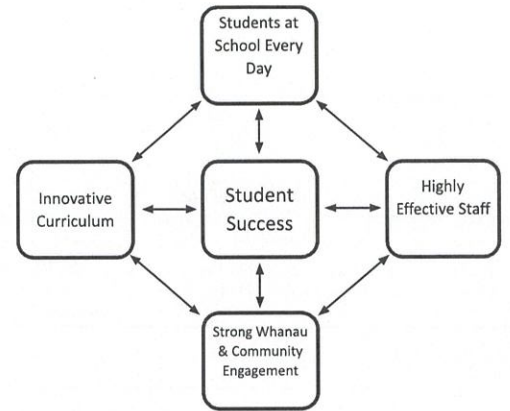 Students at
School Every
Day
Innovative
Curriculum
Student
Success
Highly
Effective Staff
Strong Whanau
& Community
Engagement